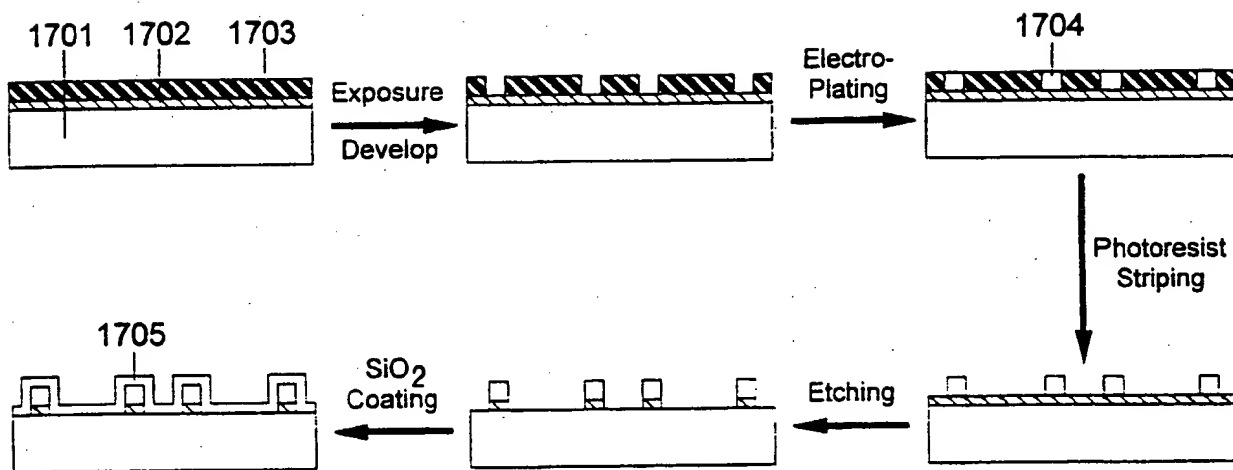 1701 1702 1703
Exposure
Develop
Electro-
Plating
1704
Photoresist
Striping
Etching
SiO2
Coating
1705